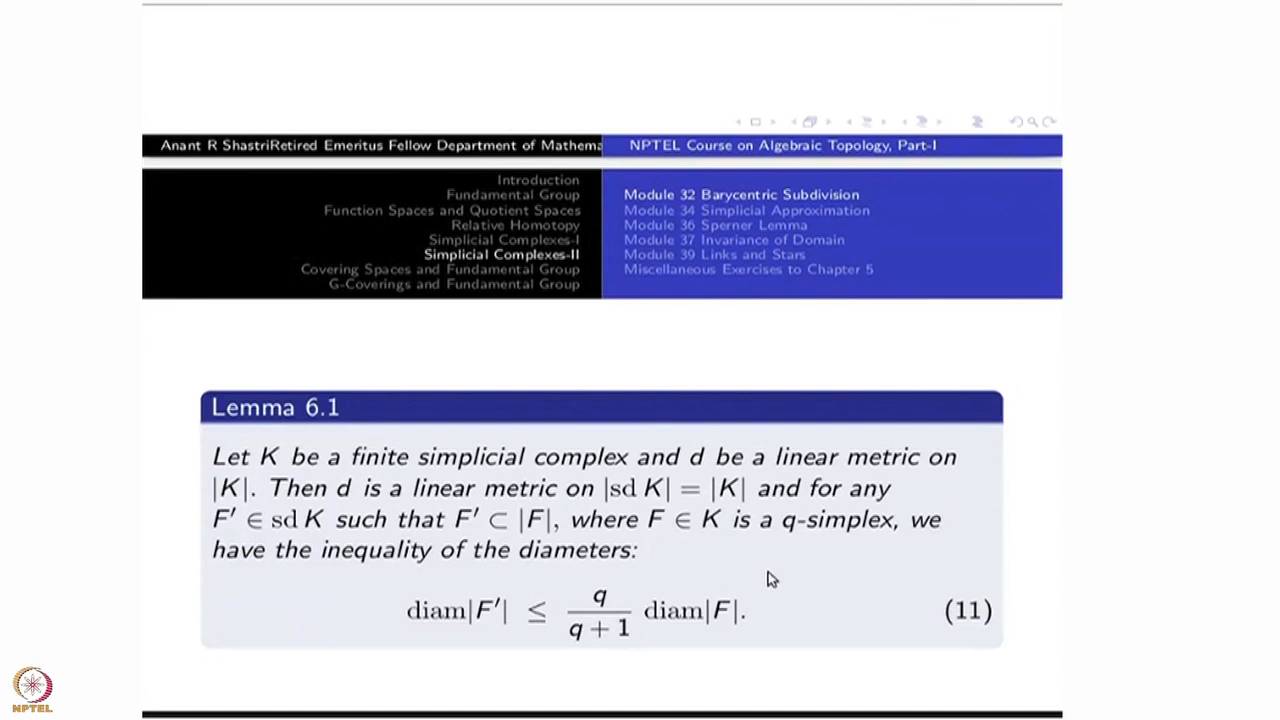 Anant R ShastriRetired Emeritus Fellow Department of Mathema
NPTEL Course on Algebraic Topology, Part-I
Introduction
Fundamental Group
Function Spaces and Quotient Spaces
Relative Homotopy
Simplicial Complexes-I
Simplicial Complexes-II
Covering Spaces and Fundamental Group
G-Coverings and Fundamental Group
Module 32 Barycentric Subdivision
Module 34 Simplicial Approximation
Module 36 Sperner Lemma
Module 37 Invariance of Domain
Module 39 Links and Stars
Miscellaneous Exercises to Chapter 5
Lemma 6.1
Let K be a finite simplicial complex and d be a linear metric on
|K|. Then d is a linear metric on |sd K| = |K| and for any
F′ ∈ sd K such that F′ ⊂ |F|, where F ∈ K is a q-simplex, we
have the inequality of the diameters:
diam|F′| ≤ q/(q + 1) diam|F|. (11)
NPTEL